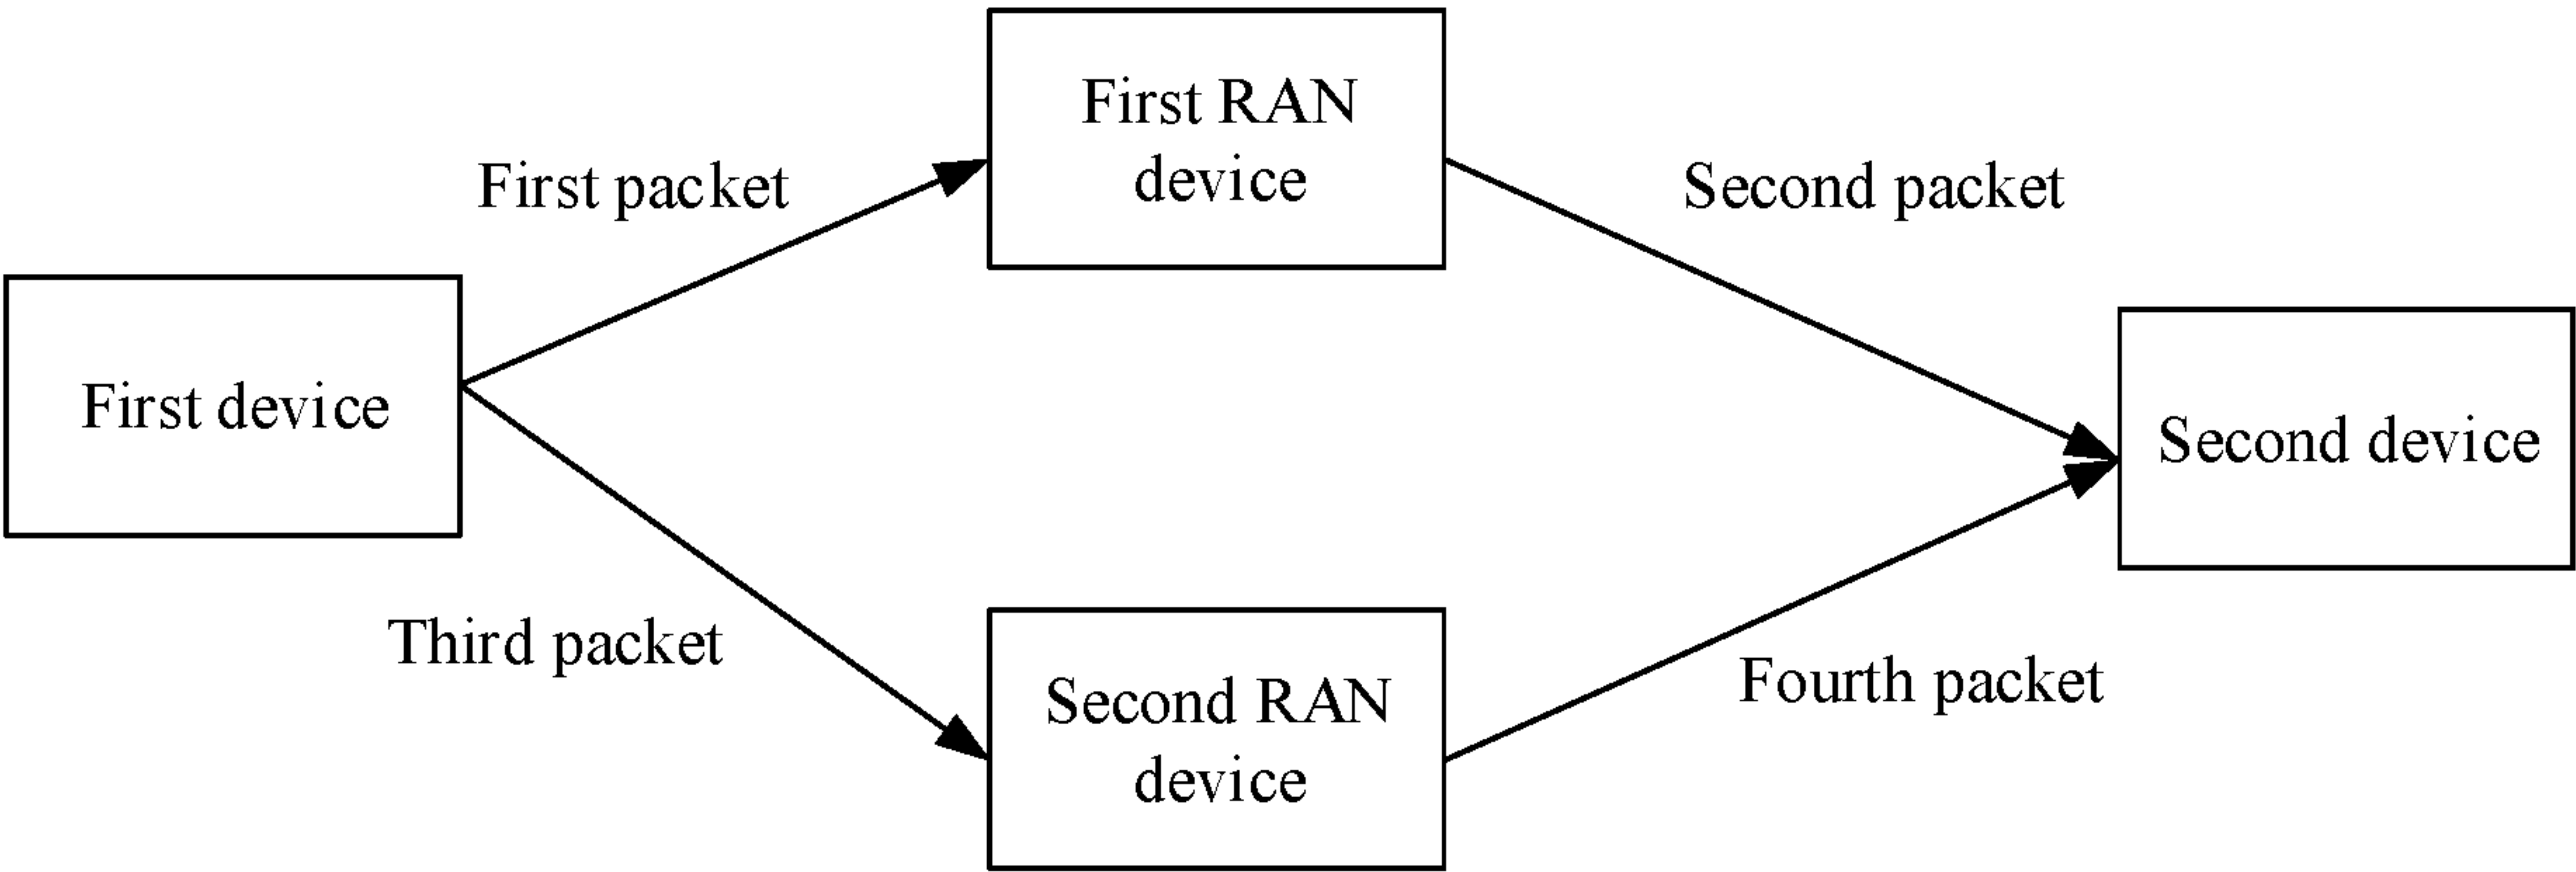 First RAN
device
First packet
Second packet
First device
Second device
Third packet
Second RAN
device
Fourth packet